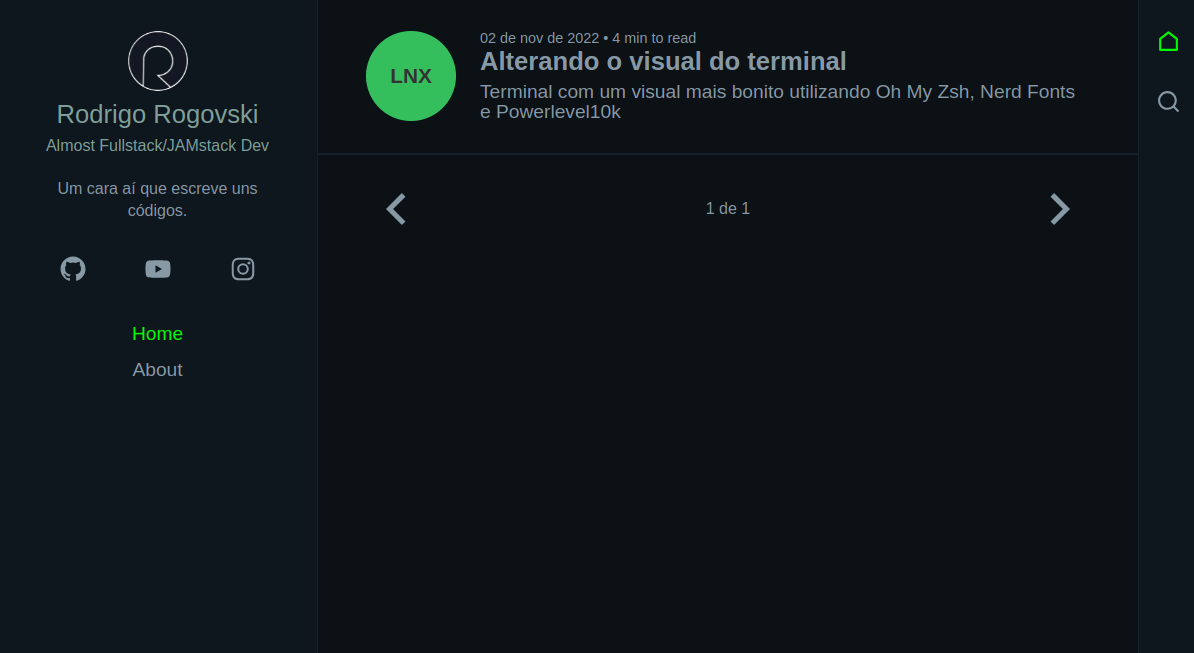 Rodrigo Rogovski
Almost Fullstack/JAMstack Dev
Um cara aí que escreve uns
códigos.
Home
About
LNX
02 de nov de 2022 • 4 min to read
Alterando o visual do terminal
Terminal com um visual mais bonito utilizando Oh My Zsh, Nerd Fonts
e Powerlevel10k
1 de 1